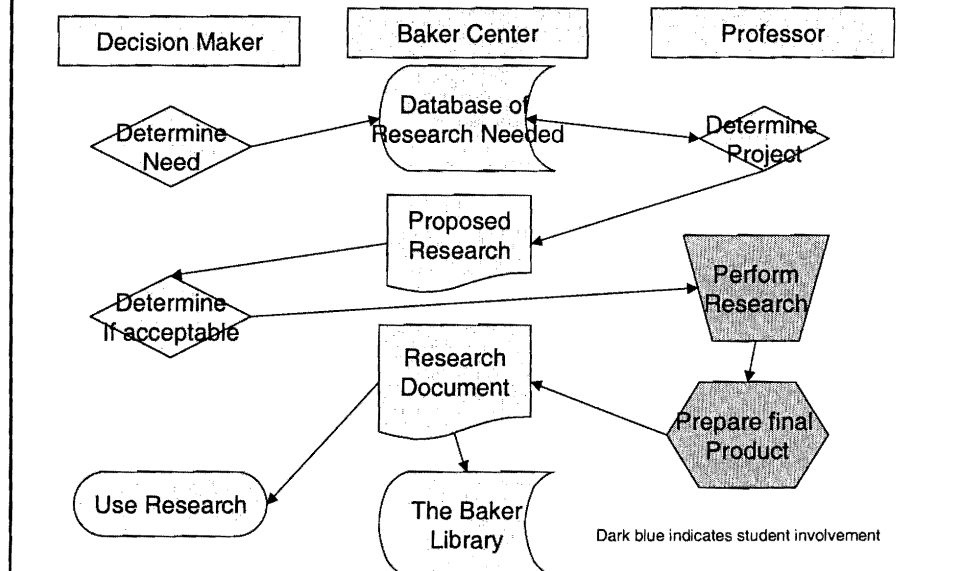 Decision Maker
Baker Center
Professor
Database of
Research Needed
Determine
Need
Determine
Project
Proposed
Research
Perform
Research
Determine
If acceptable
Research
Document
Prepare final
Product
Use Research
The Baker
Library
Dark blue indicates student involvement